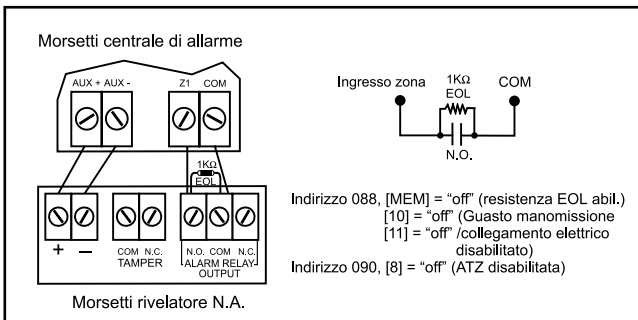 Morsetti centrale di allarme
AUX + AUX - Z1 COM
1KΩ
EOL
+ –
COM N.C.
TAMPER
N.O. COM N.C.
ALARM RELAY
OUTPUT
Morsetti rivelatore N.A.
Ingresso zona
1KΩ
EOL
COM
N.O.
Indirizzo 088, [MEM] = “off” (resistenza EOL abil.)
[10] = “off” (Guasto manomissione
[11] = “off” /collegamento elettrico
disabilitato)
Indirizzo 090, [8] = “off” (ATZ disabilitata)